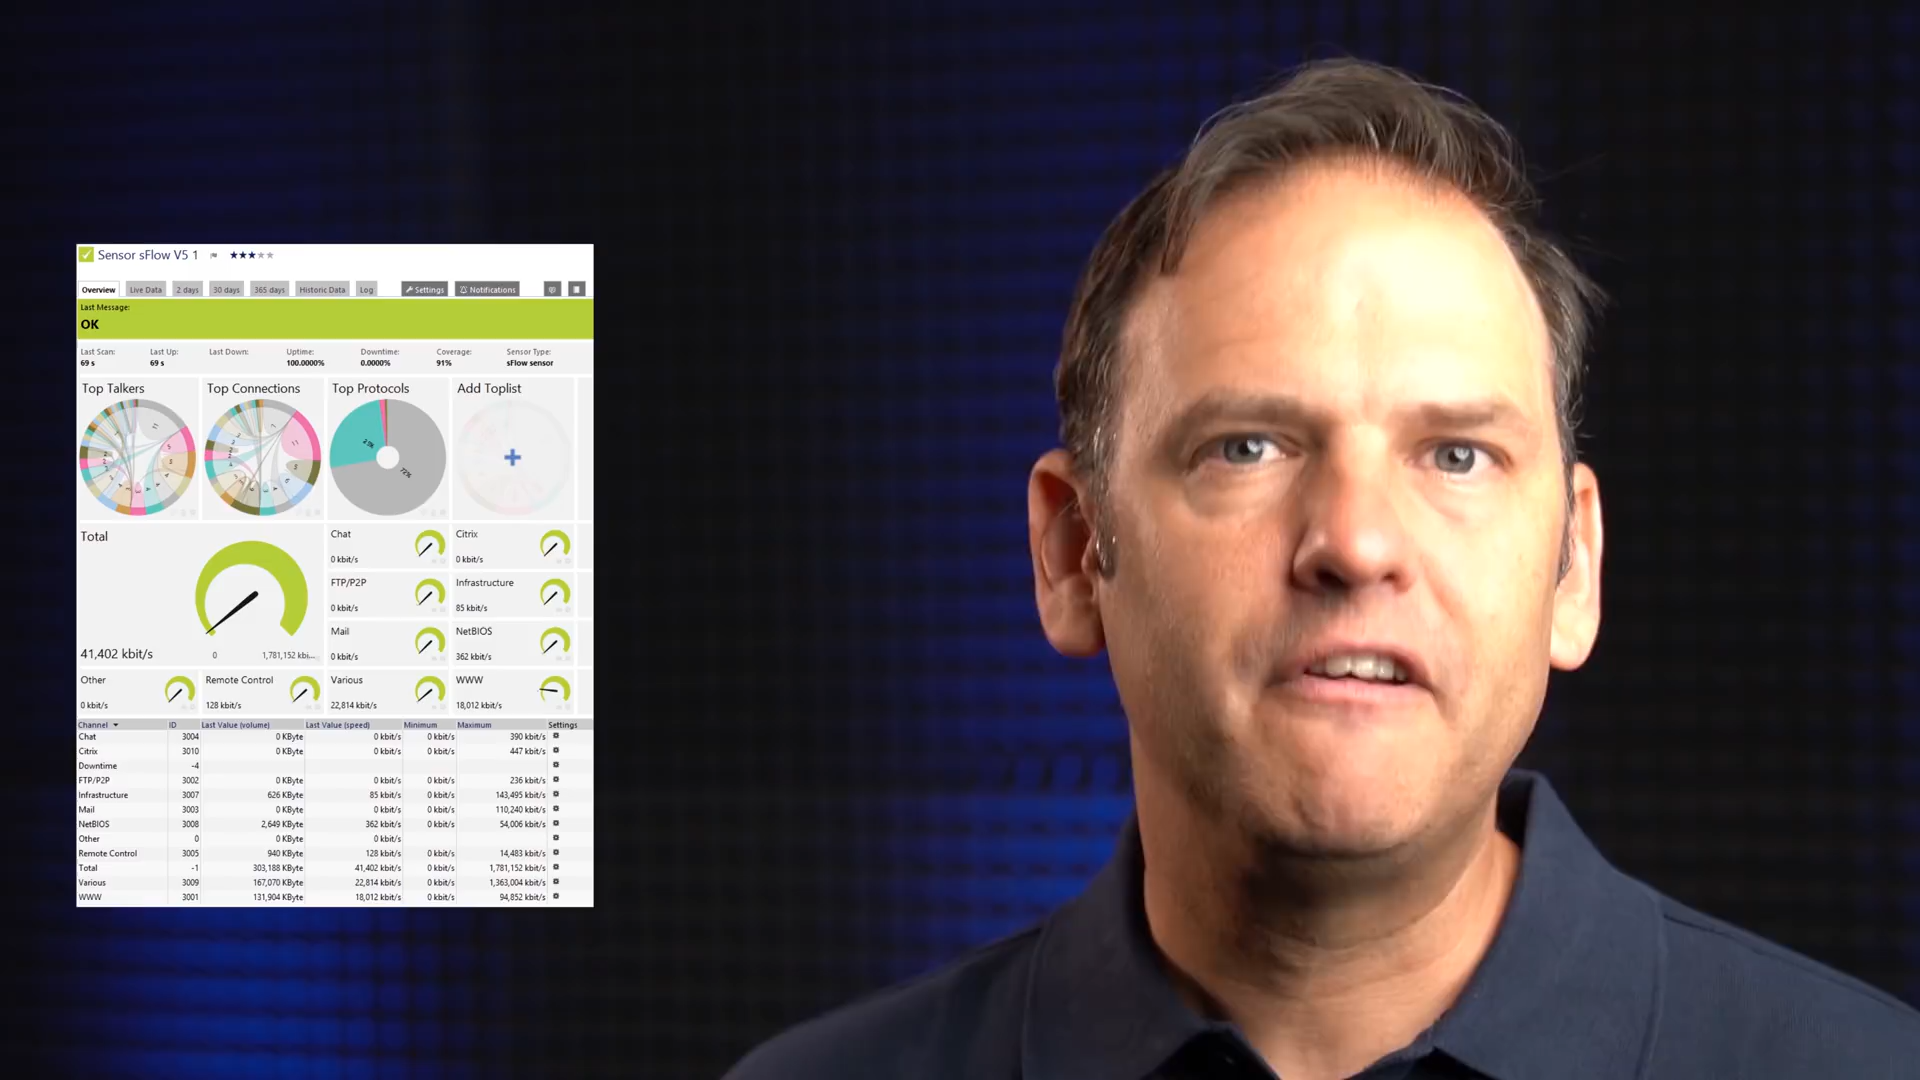 Sensor sFlow V5 1
Overview Live Data 2 days 30 days 365 days Historic Data Log Settings Notifications
Last Message:
OK
Last Scan: Last Up: Last Down: Uptime: Downtime: Coverage: Sensor Type:
69 s 69 s 100.0000% 0.0000% 91% sFlow sensor
Top Talkers Top Connections Top Protocols Add Toplist
72%
Total
41,402 kbit/s
0 1,781,152 kbi...
Chat
0 kbit/s
Citrix
0 kbit/s
FTP/P2P
0 kbit/s
Infrastructure
85 kbit/s
Mail
0 kbit/s
NetBIOS
362 kbit/s
Other
0 kbit/s
Remote Control
128 kbit/s
Various
22,814 kbit/s
WWW
18,012 kbit/s
Channel ID Last Value (volume) Last Value (speed) Minimum Maximum Settings
Chat 3004 0 KByte 0 kbit/s 0 kbit/s 390 kbit/s
Citrix 3010 0 KByte 0 kbit/s 0 kbit/s 447 kbit/s
Downtime -4
FTP/P2P 3002 0 KByte 0 kbit/s 0 kbit/s 236 kbit/s
Infrastructure 3007 626 KByte 85 kbit/s 0 kbit/s 143,495 kbit/s
Mail 3003 0 KByte 0 kbit/s 0 kbit/s 110,240 kbit/s
NetBIOS 3008 2,649 KByte 362 kbit/s 0 kbit/s 54,006 kbit/s
Other 0 0 KByte 0 kbit/s 0 kbit/s 0 kbit/s
Remote Control 3005 940 KByte 128 kbit/s 0 kbit/s 14,483 kbit/s
Total -1 303,188 KByte 41,402 kbit/s 0 kbit/s 1,781,152 kbit/s
Various 3009 167,070 KByte 22,814 kbit/s 0 kbit/s 1,363,004 kbit/s
WWW 3001 131,904 KByte 18,012 kbit/s 0 kbit/s 94,852 kbit/s